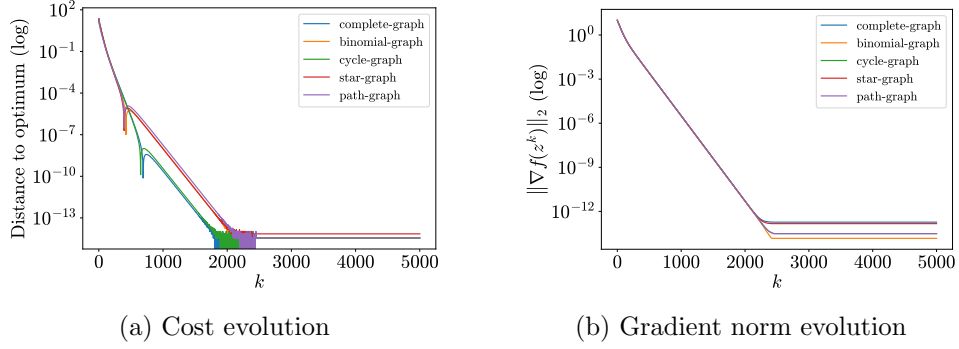 10^2
10^{-1}
10^{-4}
10^{-7}
10^{-10}
10^{-13}
Distance to optimum (log)
0
1000
2000
3000
4000
5000
k
complete-graph
binomial-graph
cycle-graph
star-graph
path-graph
(a) Cost evolution
10^0
10^{-3}
10^{-6}
10^{-9}
10^{-12}
‖∇f(z^k)‖_2 (log)
0
1000
2000
3000
4000
5000
k
complete-graph
binomial-graph
cycle-graph
star-graph
path-graph
(b) Gradient norm evolution